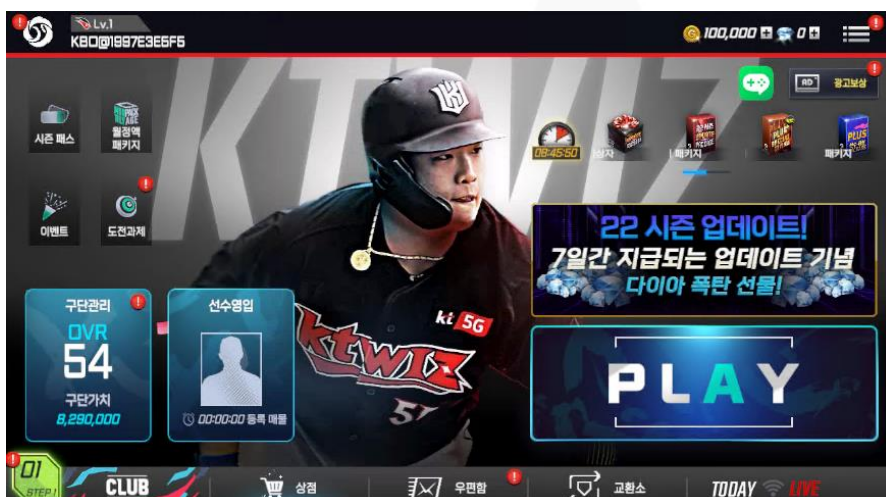 Lv.1
KBO@1997E3E5F5
100,000
0
KTWIZ
AD 광고보상
시즌 패스
월정액
패키지
08:45:50
상자
패키지
PLUS
패키지
이벤트
도전과제
22 시즌 업데이트!
7일간 지급되는 업데이트 기념
다이아 폭탄 선물!
구단관리
OVR
54
구단가치
8,290,000
선수영입
00:00:00 등록 매물
kt 5G
ktwiz
PLAY
01
STEP.1
CLUB
상점
우편함
교환소
TODAY LIVE